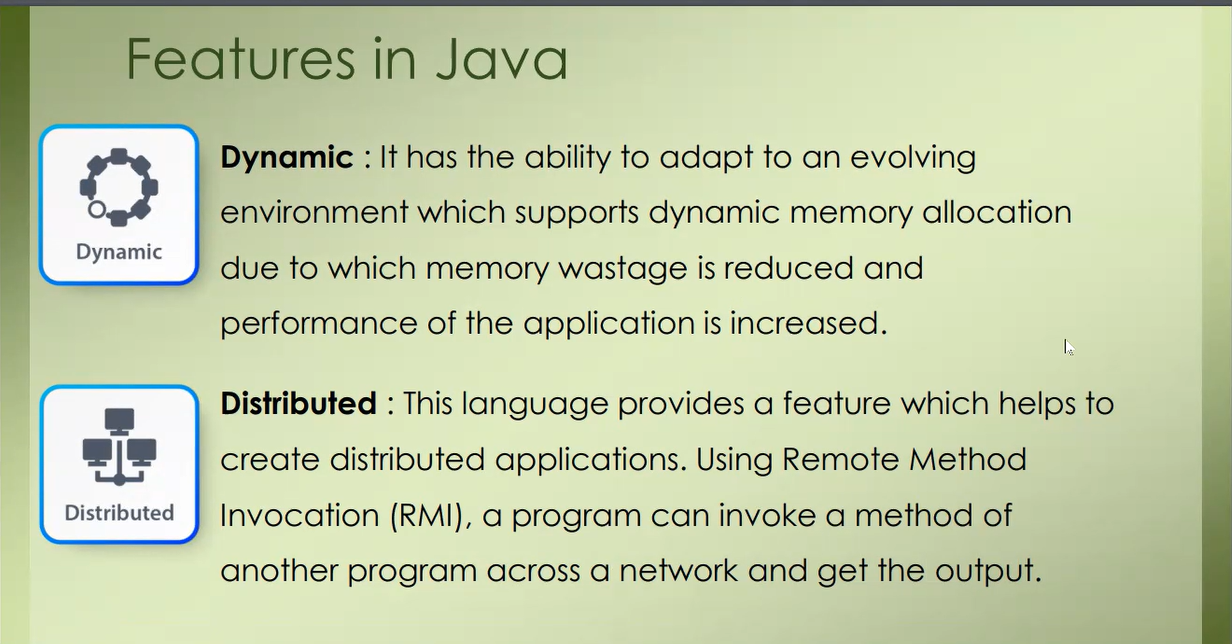 Features in Java
Dynamic
Dynamic : It has the ability to adapt to an evolving
environment which supports dynamic memory allocation
due to which memory wastage is reduced and
performance of the application is increased.
Distributed
Distributed : This language provides a feature which helps to
create distributed applications. Using Remote Method
Invocation (RMI), a program can invoke a method of
another program across a network and get the output.